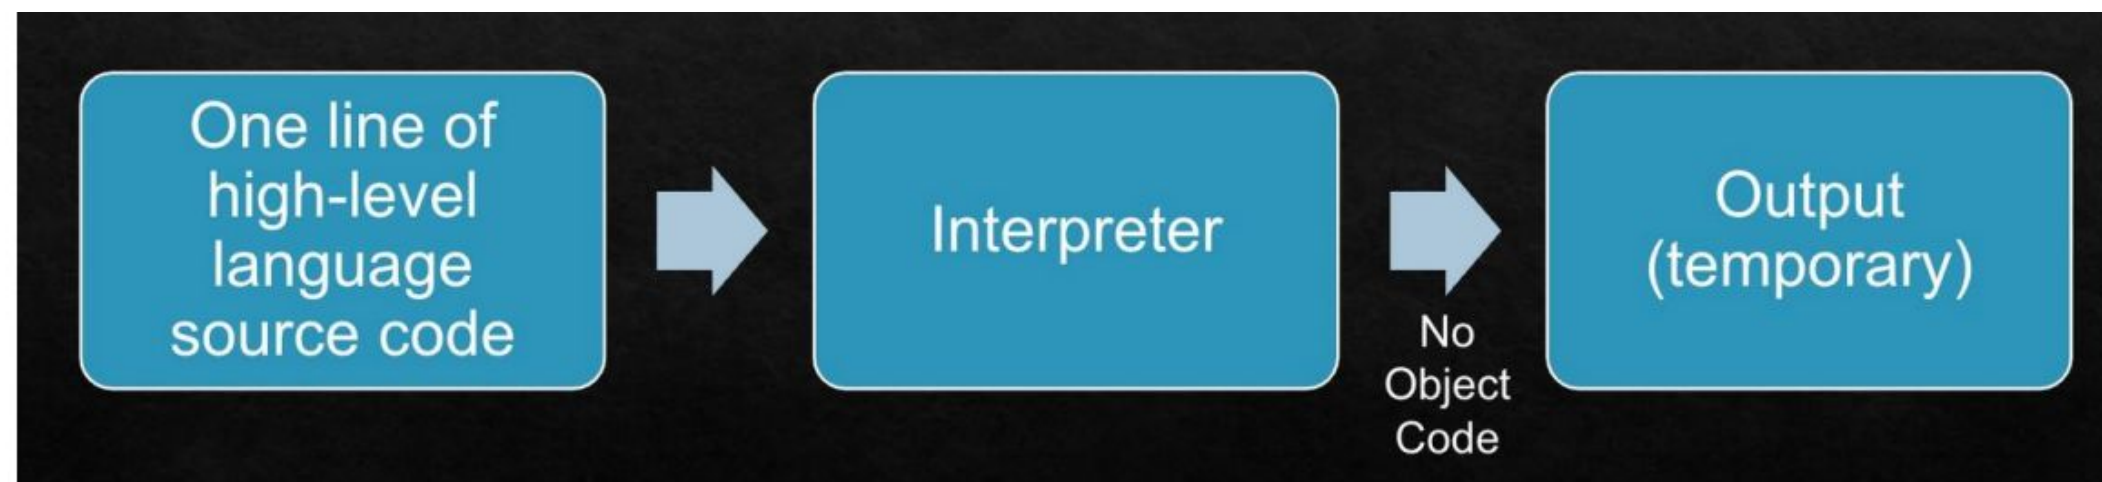 One line of
high-level
language
source code
Interpreter
No
Object
Code
Output
(temporary)